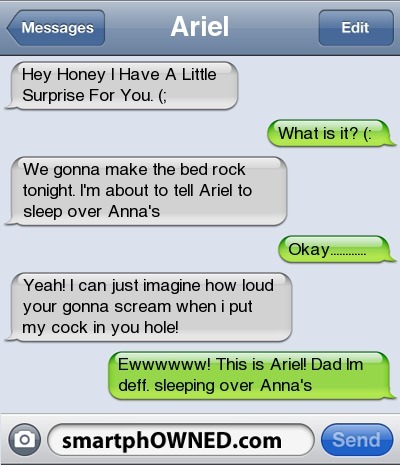 Messages
Ariel
Edit
Hey Honey I Have A Little
Surprise For You. (;
What is it? (:
We gonna make the bed rock
tonight. I'm about to tell Ariel to
sleep over Anna's
Okay............
Yeah! I can just imagine how loud
your gonna scream when i put
my cock in you hole!
Ewwwwww! This is Ariel! Dad Im
deff. sleeping over Anna's
smartphOWNED.com
Send